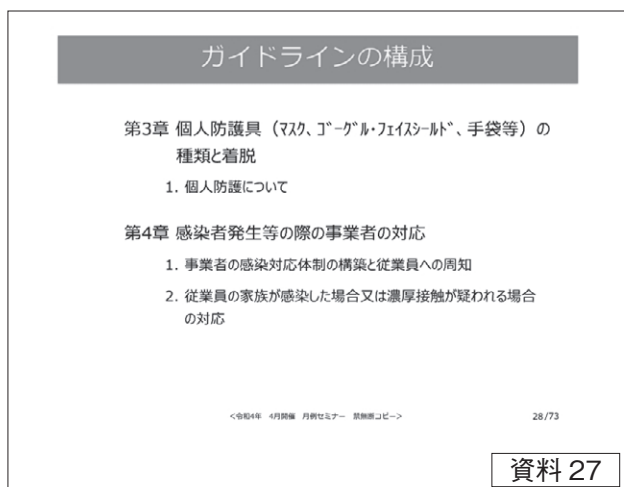 ガイドラインの構成
第3章 個人防護具（ﾏｽｸ、ｺﾞｰｸﾞﾙ・ﾌｪｲｽｼｰﾙﾄﾞ、手袋等）の
種類と着脱
1. 個人防護について
第4章 感染者発生等の際の事業者の対応
1. 事業者の感染対応体制の構築と従業員への周知
2. 従業員の家族が感染した場合又は濃厚接触が疑われる場合
の対応
<令和4年 4月開催 月例セミナー 禁無断コピー>
28/73
資料 27